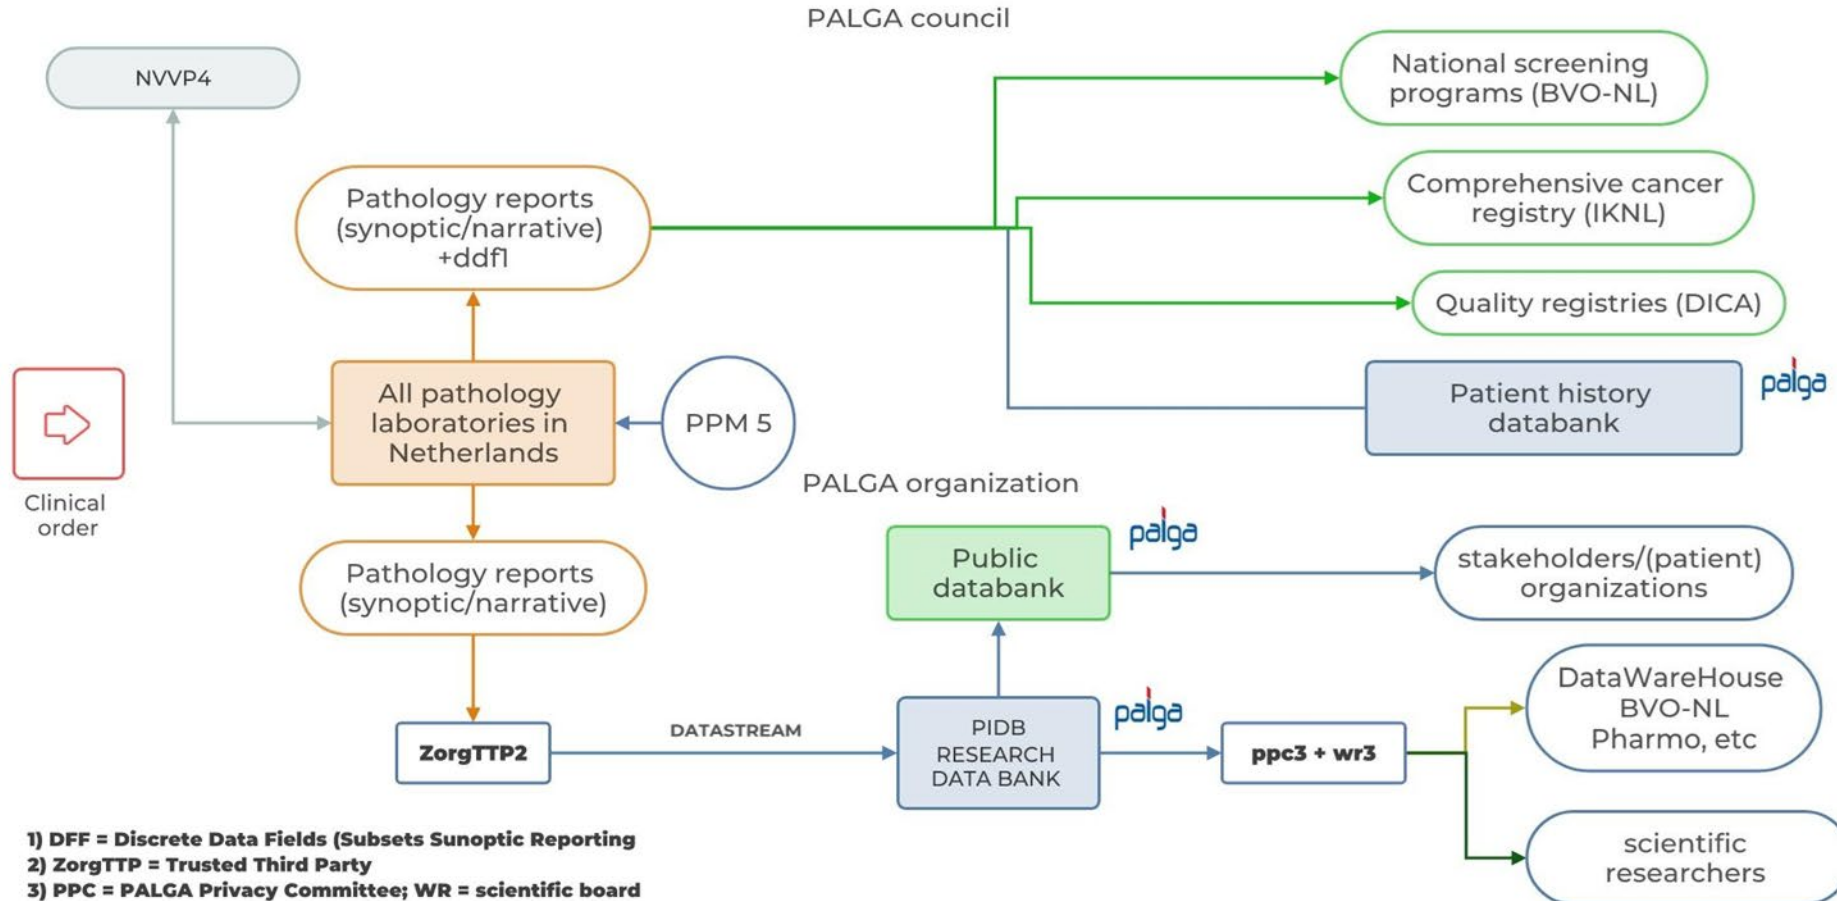 PALGA council
NVVP4
National screening
programs (BVO-NL)
Pathology reports
(synoptic/narrative)
+ddf1
Comprehensive cancer
registry (IKNL)
Quality registries (DICA)
All pathology
laboratories in
Netherlands
PPM 5
Patient history
databank
palga
Clinical
order
PALGA organization
Pathology reports
(synoptic/narrative)
Public
databank
palga
stakeholders/(patient)
organizations
ZorgTTP2
DATASTREAM
PIDB
RESEARCH
DATA BANK
palga
ppc3 + wr3
DataWareHouse
BVO-NL
Pharmo, etc
scientific
researchers
1) DFF = Discrete Data Fields (Subsets Sunoptic Reporting
2) ZorgTTP = Trusted Third Party
3) PPC = PALGA Privacy Committee; WR = scientific board